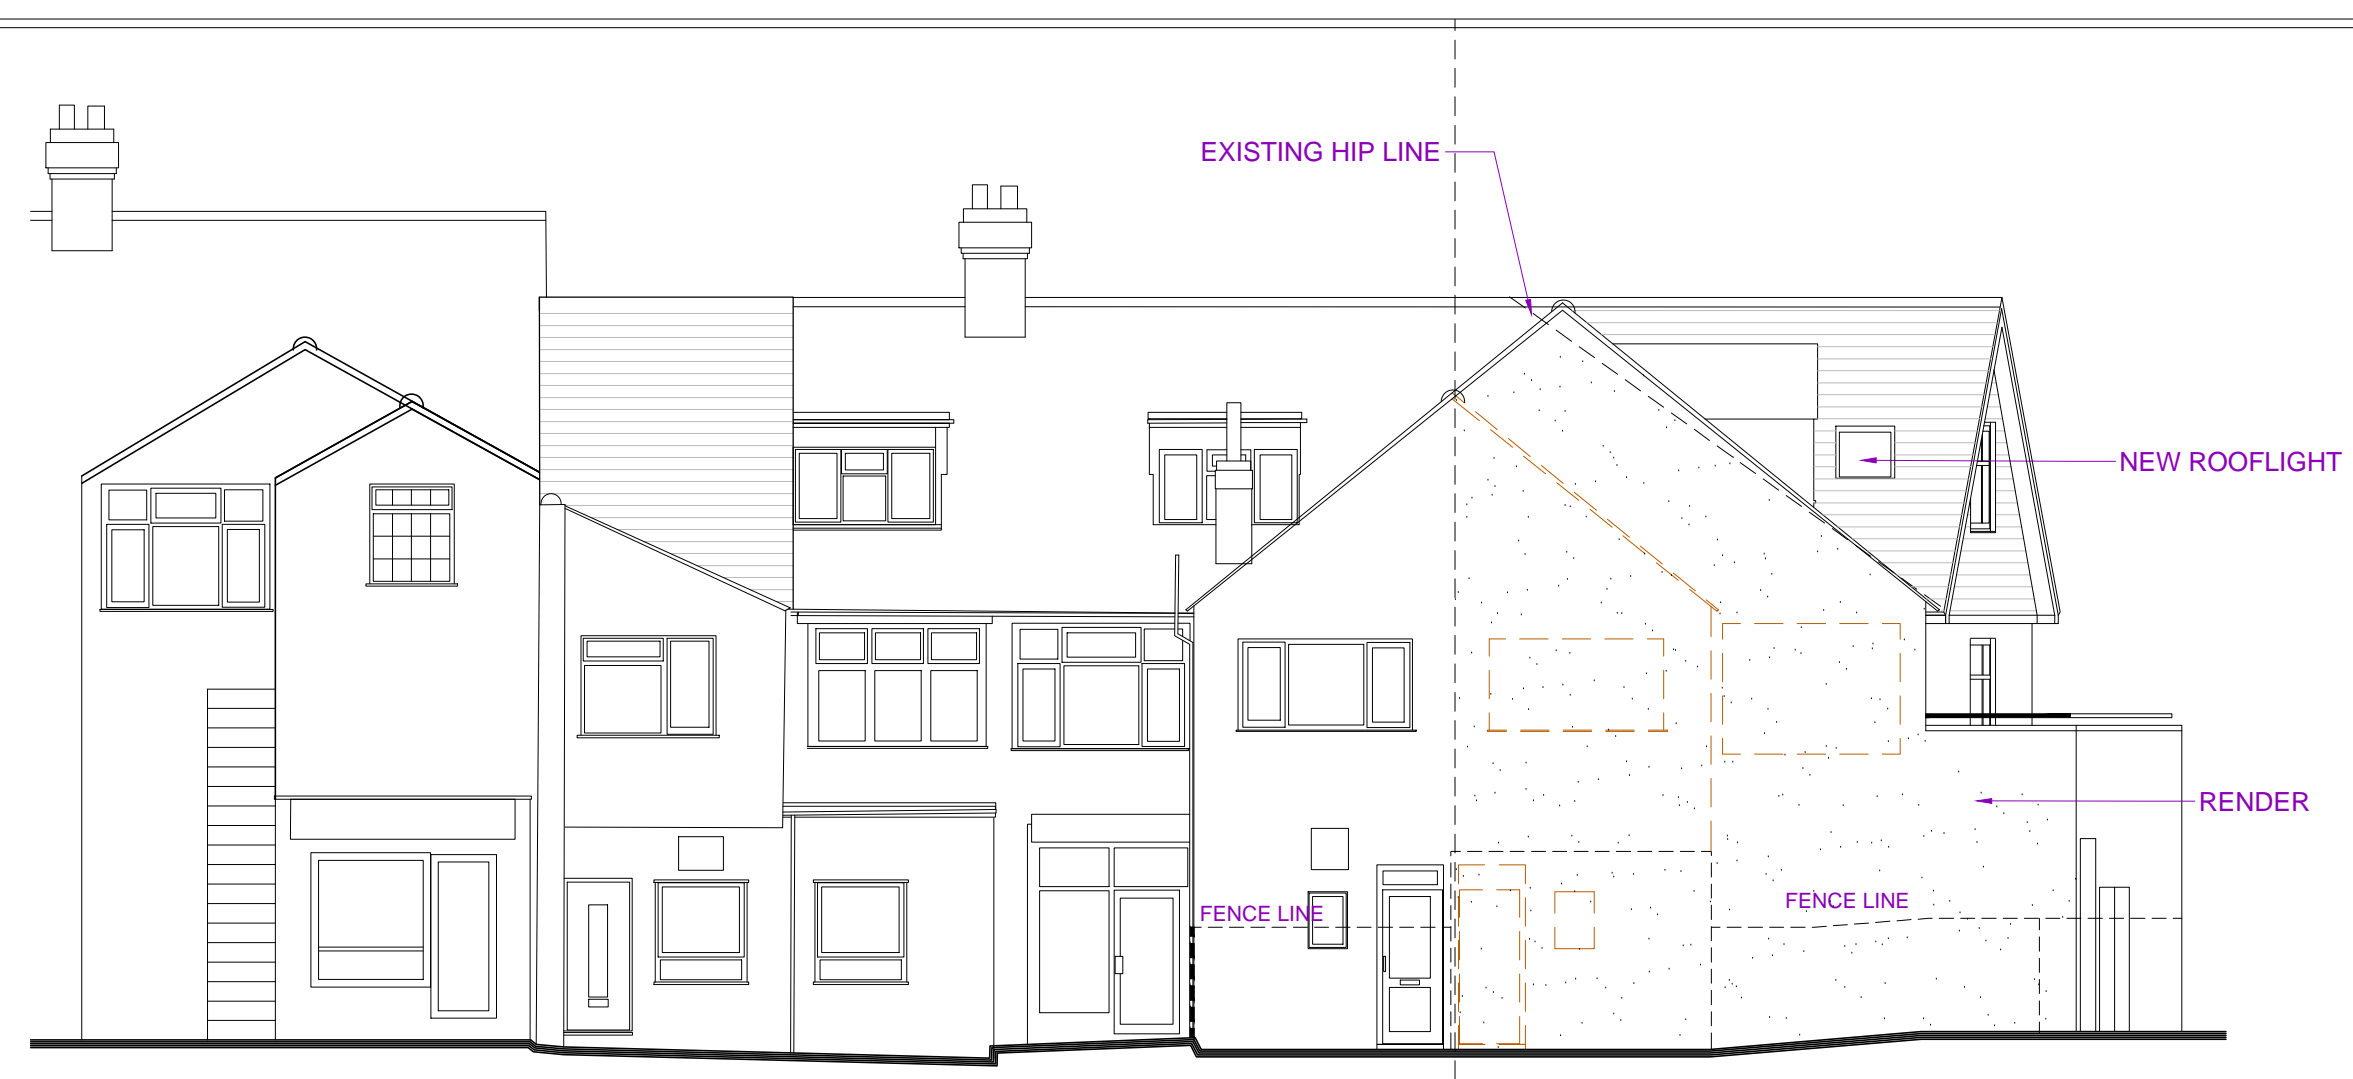 EXISTING HIP LINE
NEW ROOFLIGHT
RENDER
FENCE LINE
FENCE LINE